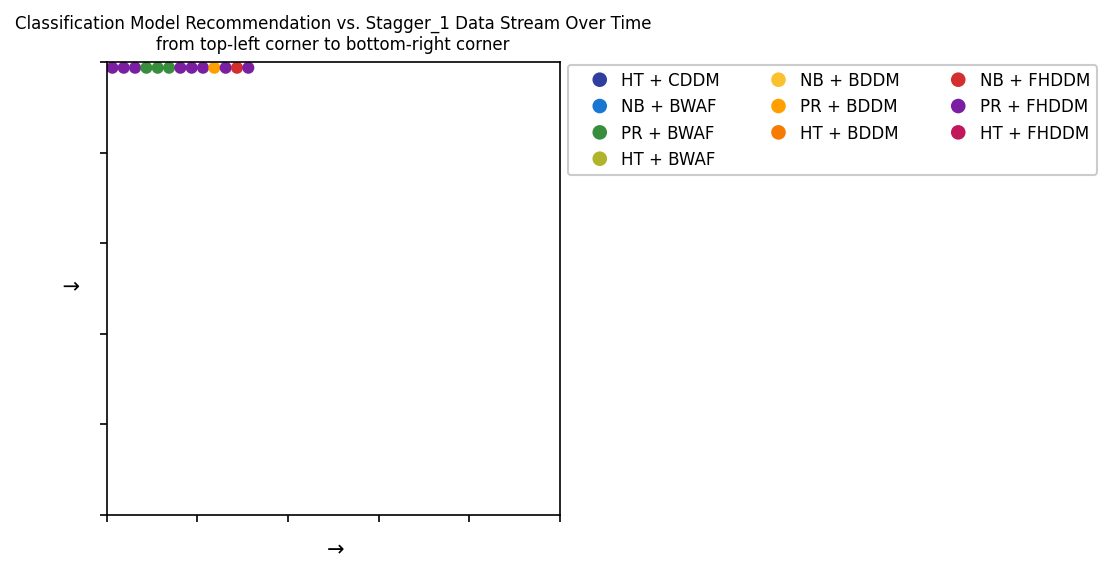 Classification Model Recommendation vs. Stagger_1 Data Stream Over Time
from top-left corner to bottom-right corner
HT + CDDM
NB + BWAF
PR + BWAF
HT + BWAF
NB + BDDM
PR + BDDM
HT + BDDM
NB + FHDDM
PR + FHDDM
HT + FHDDM
→
→